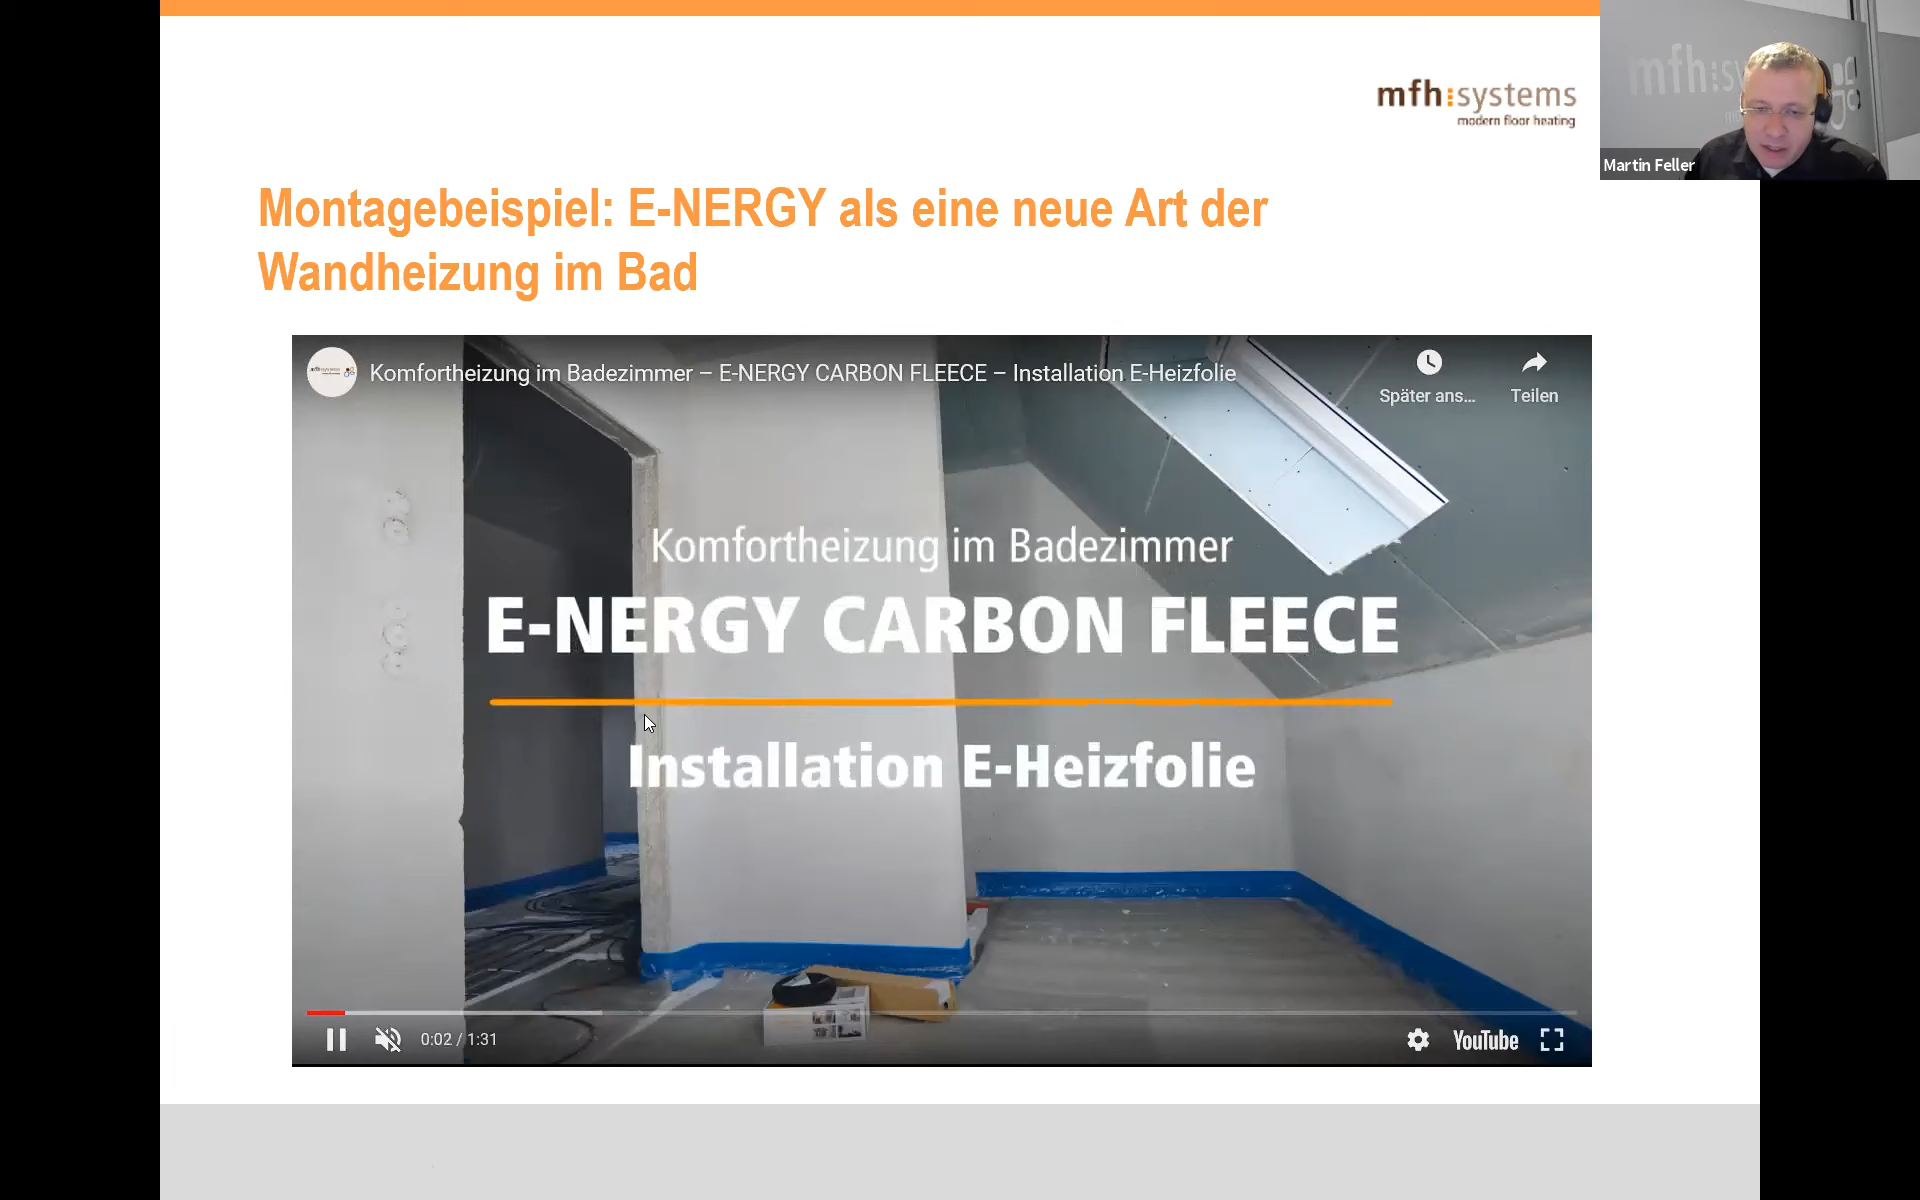 mfh:systems
modern floor heating
Martin Feller
Montagebeispiel: E-NERGY als eine neue Art der
Wandheizung im Bad
Komfortheizung im Badezimmer – E-NERGY CARBON FLEECE – Installation E-Heizfolie
Später ans...
Teilen
Komfortheizung im Badezimmer
E-NERGY CARBON FLEECE
Installation E-Heizfolie
0:02 / 1:31
YouTube